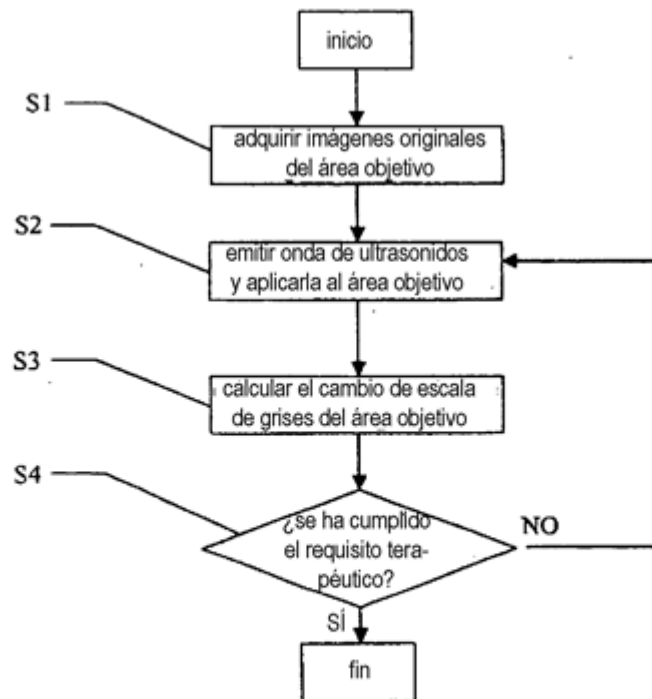 inicio
S1
adquirir imágenes originales
del área objetivo
S2
emitir onda de ultrasonidos
y aplicarla al área objetivo
S3
calcular el cambio de escala
de grises del área objetivo
S4
¿se ha cumplido
el requisito tera-
péutico?
NO
SÍ
fin